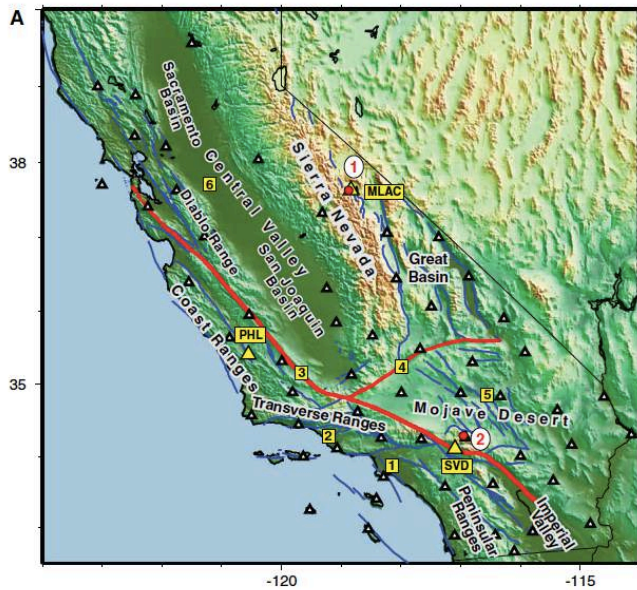 A
Sacramento Central Valley
Basin
San Joaquin
Basin
Sierra Nevada
38
1
MLAC
6
Diablo Range
Great
Basin
Coast Ranges
PHL
3
4
35
Transverse Ranges
Mojave Desert
5
2
2
1
SVD
Peninsular
Ranges
Imperial
Valley
-120
-115